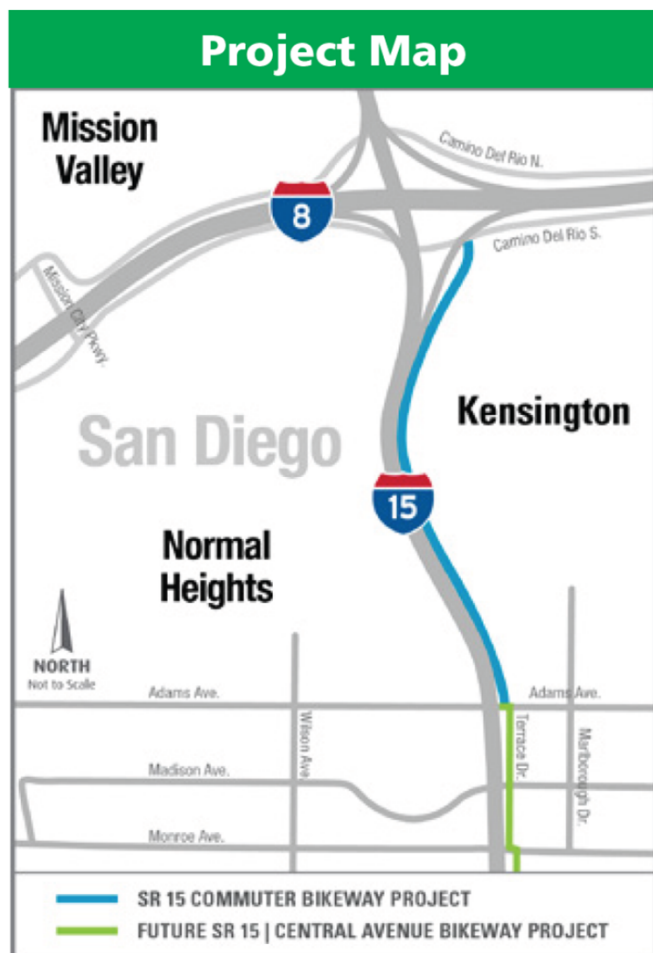 Project Map
Mission
Valley
Camino Del Rio N.
8
Camino Del Rio S.
Mission City Pkwy.
Kensington
San Diego
15
Normal
Heights
NORTH
Not to Scale
Adams Ave.
Adams Ave.
Wilson Ave.
Terrace Dr.
Marlborough Dr.
Madison Ave.
Monroe Ave.
SR 15 COMMUTER BIKEWAY PROJECT
FUTURE SR 15 | CENTRAL AVENUE BIKEWAY PROJECT